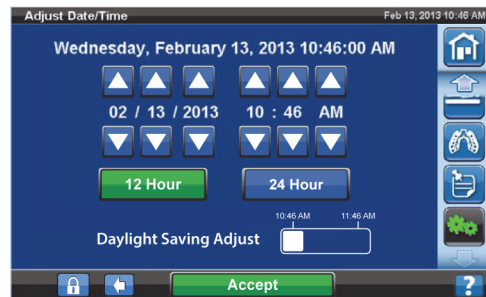 Adjust Date/Time
Feb 13, 2013 10:46 AM
Wednesday, February 13, 2013 10:46:00 AM
02 / 13 / 2013 10 : 46 AM
12 Hour
24 Hour
10:46 AM 11:46 AM
Daylight Saving Adjust
Accept
?